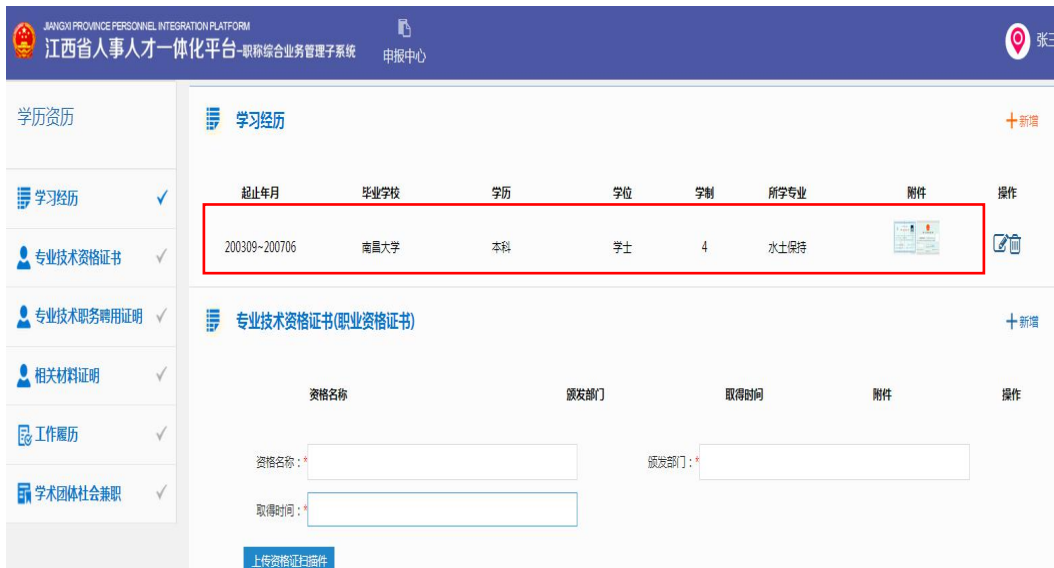 JIANGXI PROVINCE PERSONNEL INTEGRATION PLATFORM
江西省人事人才一体化平台-职称综合业务管理子系统
申报中心
张三
学历资历
学习经历
专业技术资格证书
专业技术职务聘用证明
相关材料证明
工作履历
学术团体社会兼职
学习经历
新增
起止年月 毕业学校 学历 学位 学制 所学专业 附件 操作
200309~200706 南昌大学 本科 学士 4 水土保持
专业技术资格证书(职业资格证书)
新增
资格名称 颁发部门 取得时间 附件 操作
资格名称：* 颁发部门：*
取得时间：*
上传资格证扫描件